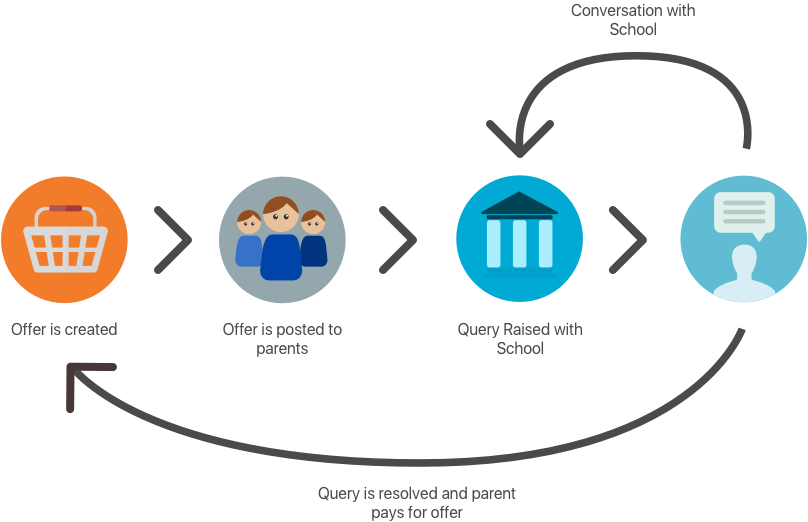 Conversation with
School
Offer is created
Offer is posted to
parents
Query Raised with
School
Query is resolved and parent
pays for offer